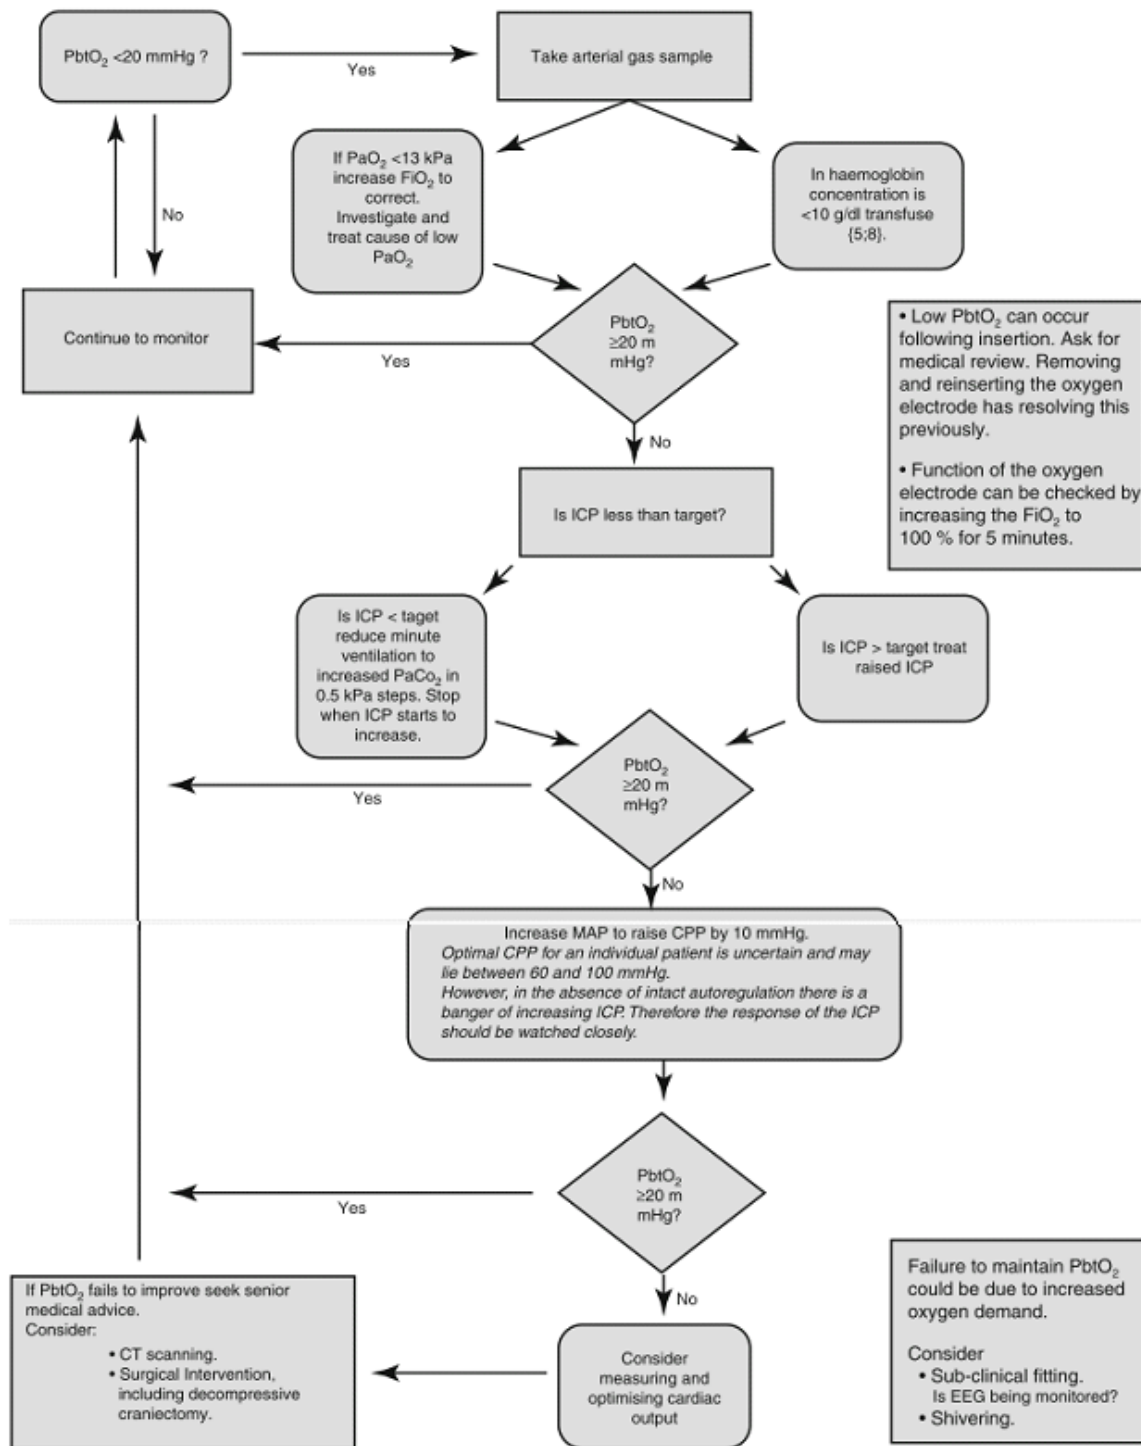 PbtO₂ <20 mmHg ?
Yes
Take arterial gas sample
No
If PaO₂ <13 kPa
increase FiO₂ to
correct.
Investigate and
treat cause of low
PaO₂
In haemoglobin
concentration is
<10 g/dl transfuse
{5;8}.
Continue to monitor
Yes
PbtO₂
≥20 m
mHg?
No
• Low PbtO₂ can occur
following insertion. Ask for
medical review. Removing
and reinserting the oxygen
electrode has resolving this
previously.
• Function of the oxygen
electrode can be checked by
increasing the FiO₂ to
100 % for 5 minutes.
Is ICP less than target?
Is ICP < taget
reduce minute
ventilation to
increased PaCo₂ in
0.5 kPa steps. Stop
when ICP starts to
increase.
Is ICP > target treat
raised ICP
PbtO₂
≥20 m
mHg?
Yes
No
Increase MAP to raise CPP by 10 mmHg.
Optimal CPP for an individual patient is uncertain and may
lie between 60 and 100 mmHg.
However, in the absence of intact autoregulation there is a
banger of increasing ICP. Therefore the response of the ICP
should be watched closely.
PbtO₂
≥20 m
mHg?
Yes
No
If PbtO₂ fails to improve seek senior
medical advice.
Consider:
• CT scanning.
• Surgical Intervention,
including decompressive
craniectomy.
Consider
measuring and
optimising cardiac
output
Failure to maintain PbtO₂
could be due to increased
oxygen demand.
Consider
• Sub-clinical fitting.
Is EEG being monitored?
• Shivering.